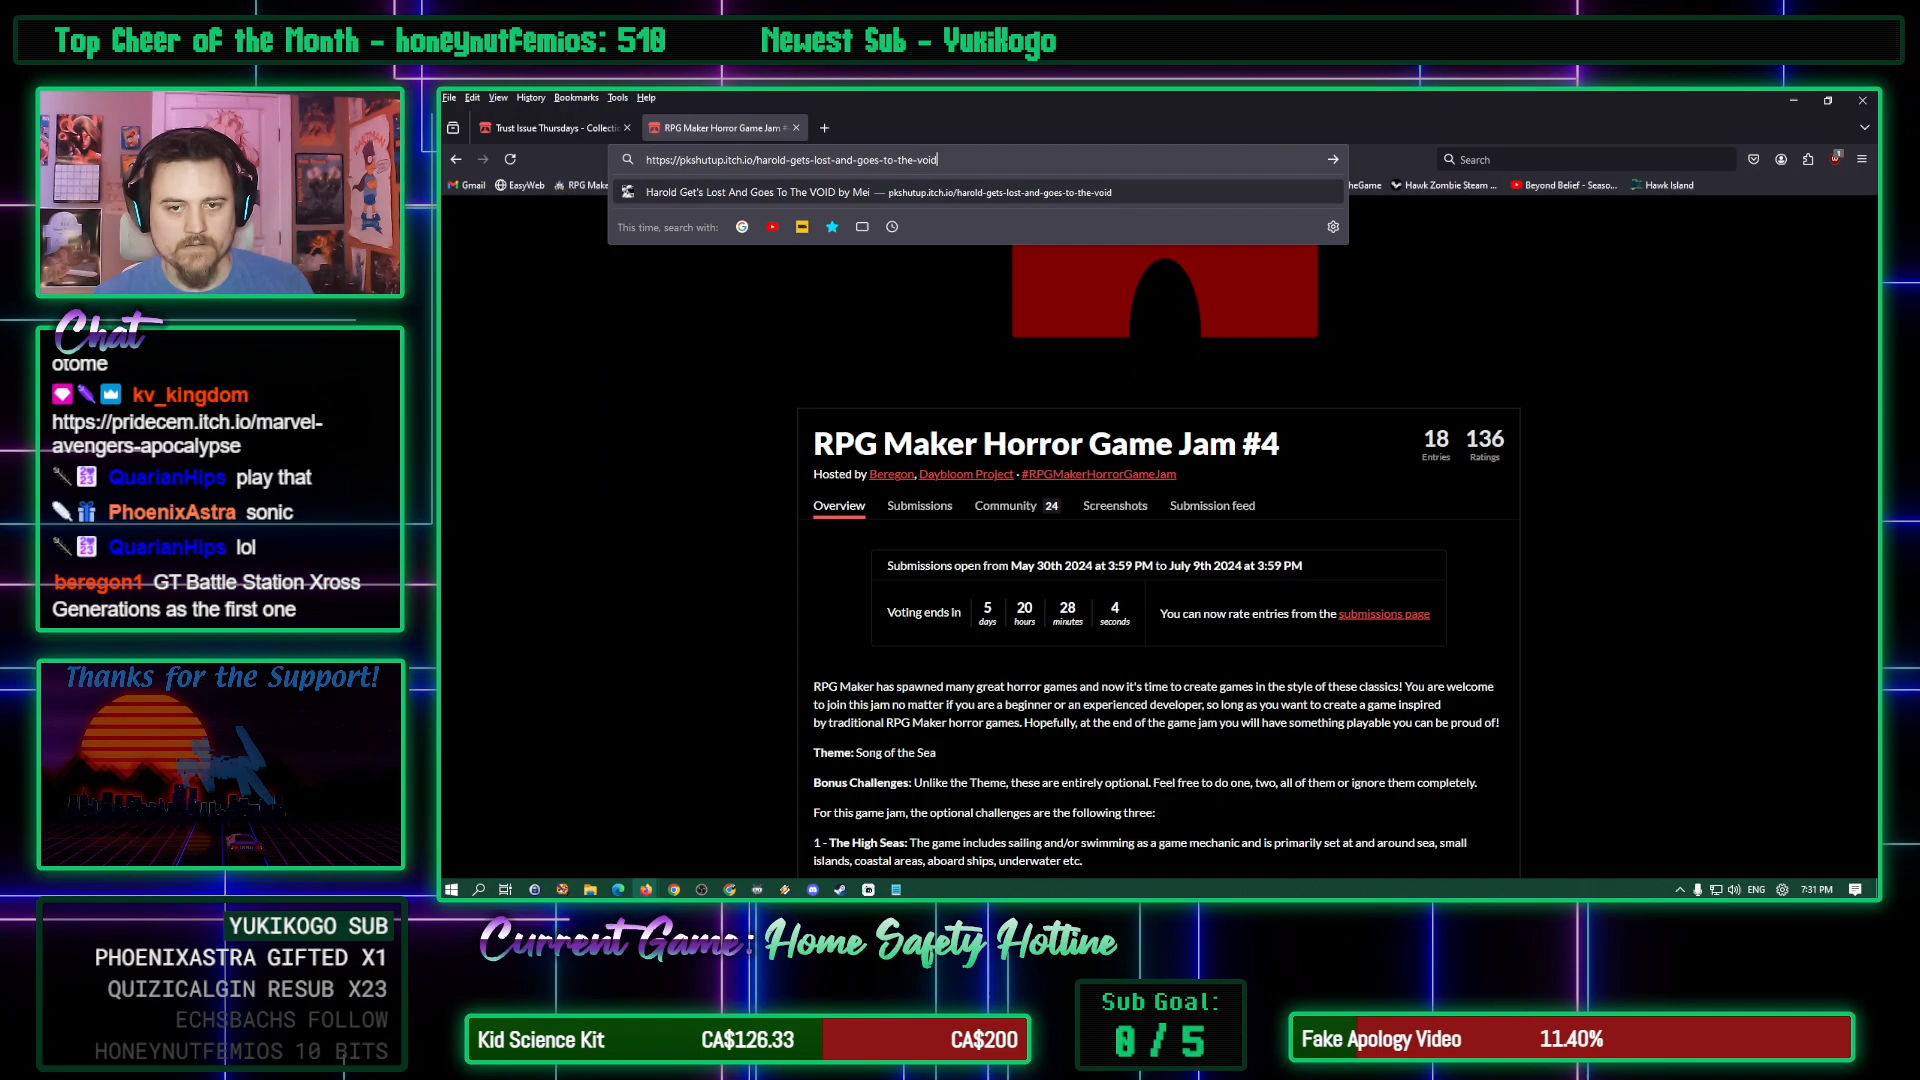 Top Cheer of the Month - honeynutfemios: 510
Newest Sub - YukiKogo
File Edit View History Bookmarks Tools Help
Trust Issue Thursdays - Collectio
RPG Maker Horror Game Jam #
https://pkshutup.itch.io/harold-gets-lost-and-goes-to-the-void
Search
Gmail
EasyWeb
RPG Make
Harold Get's Lost And Goes To The VOID by Mei — pkshutup.itch.io/harold-gets-lost-and-goes-to-the-void
heGame
Hawk Zombie Steam ...
Beyond Belief - Seaso...
Hawk Island
This time, search with:
Chat
otome
kv_kingdom
https://pridecem.itch.io/marvel-
avengers-apocalypse
QuarianHips play that
PhoenixAstra sonic
QuarianHips lol
beregon1 GT Battle Station Xross
Generations as the first one
RPG Maker Horror Game Jam #4
18
Entries
136
Ratings
Hosted by Beregon, Daybloom Project · #RPGMakerHorrorGameJam
Overview Submissions Community 24 Screenshots Submission feed
Submissions open from May 30th 2024 at 3:59 PM to July 9th 2024 at 3:59 PM
Voting ends in
5 days
20 hours
28 minutes
4 seconds
You can now rate entries from the submissions page
RPG Maker has spawned many great horror games and now it's time to create games in the style of these classics! You are welcome
to join this jam no matter if you are a beginner or an experienced developer, so long as you want to create a game inspired
by traditional RPG Maker horror games. Hopefully, at the end of the game jam you will have something playable you can be proud of!
Theme: Song of the Sea
Bonus Challenges: Unlike the Theme, these are entirely optional. Feel free to do one, two, all of them or ignore them completely.
For this game jam, the optional challenges are the following three:
1 - The High Seas: The game includes sailing and/or swimming as a game mechanic and is primarily set at and around sea, small
islands, coastal areas, aboard ships, underwater etc.
ENG
7:31 PM
Thanks for the Support!
YUKIKOGO SUB
PHOENIXASTRA GIFTED X1
QUIZICALGIN RESUB X23
ECHSBACHS FOLLOW
HONEYNUTFEMIOS 10 BITS
Current Game: Home Safety Hotline
Kid Science Kit CA$126.33 CA$200
Sub Goal:
0 / 5
Fake Apology Video 11.40%